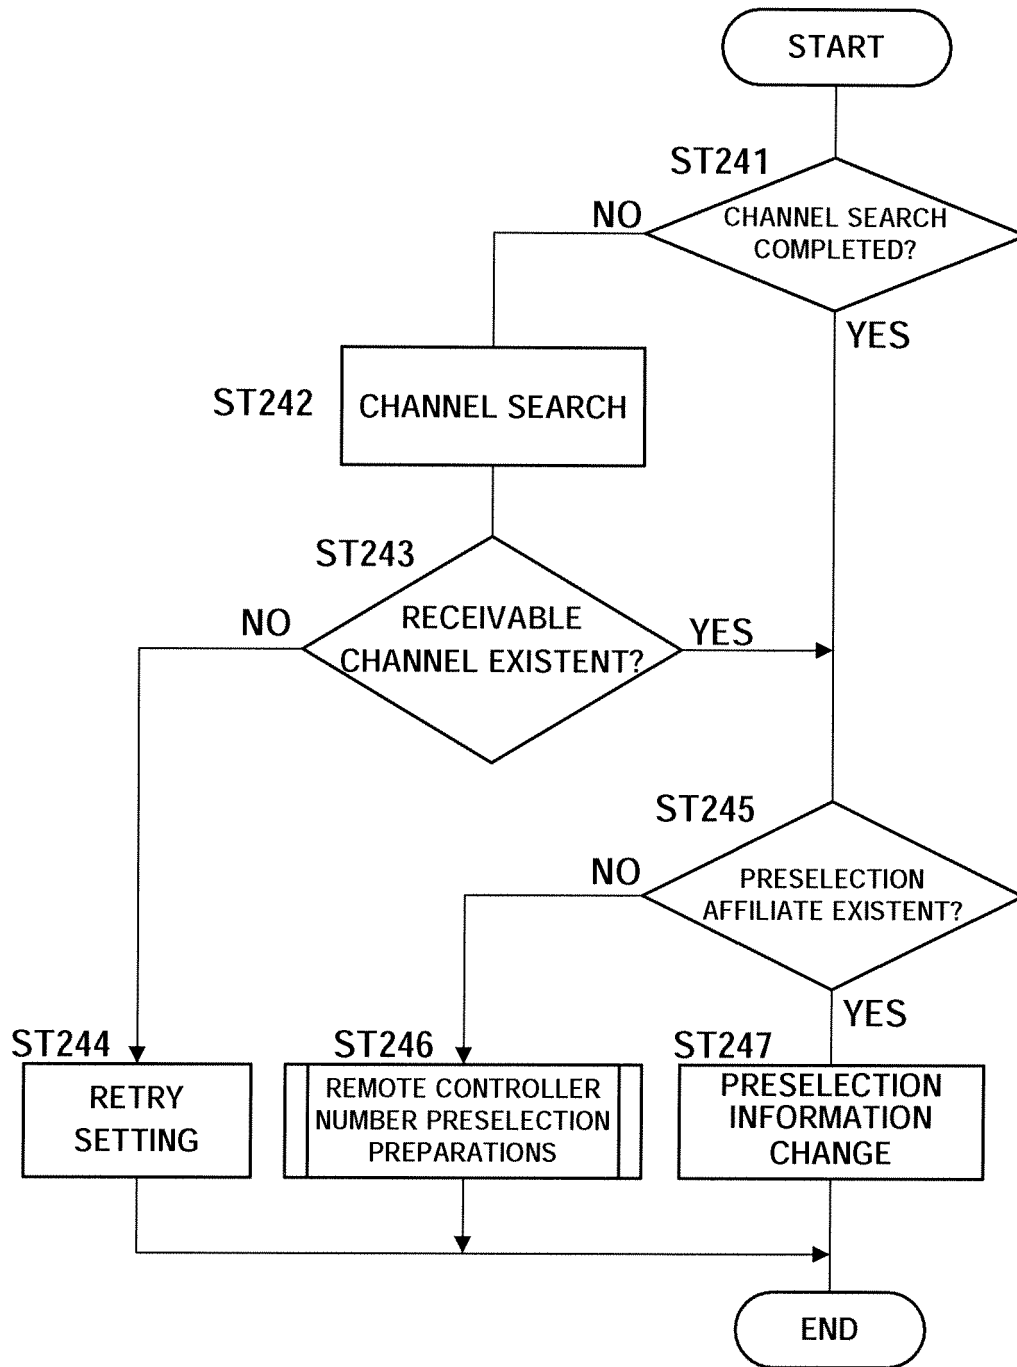 START
ST241
NO
CHANNEL SEARCH
COMPLETED?
YES
ST242
CHANNEL SEARCH
ST243
NO
RECEIVABLE
CHANNEL EXISTENT?
YES
ST245
NO
PRESELECTION
AFFILIATE EXISTENT?
YES
ST244
RETRY
SETTING
ST246
REMOTE CONTROLLER
NUMBER PRESELECTION
PREPARATIONS
ST247
PRESELECTION
INFORMATION
CHANGE
END